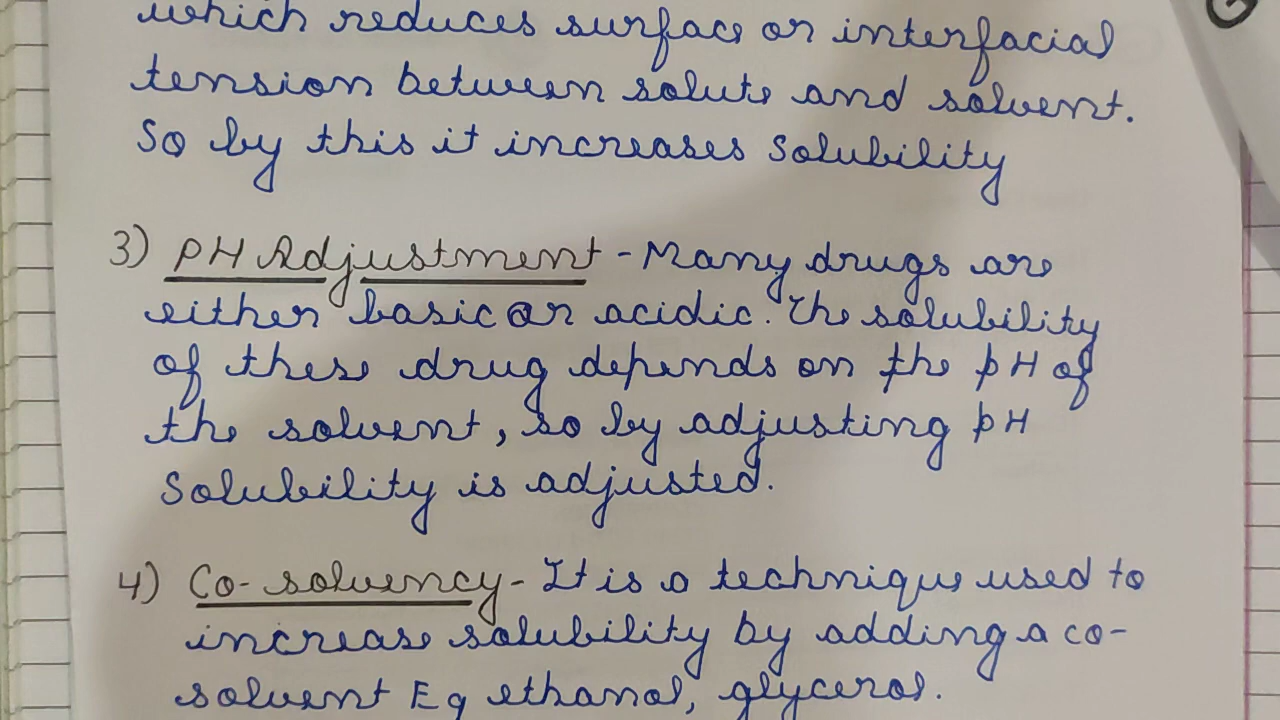 which reduces surface or interfacial
tension between solute and solvent.
So by this it increases Solubility
3) PH Adjustment - Many drugs are
either basic or acidic. The solubility
of these drug depends on the pH of
the solvent, so by adjusting pH
Solubility is adjusted.
4) Co-solvency - It is a technique used to
increase solubility by adding a co-
solvent Eg ethanol, glycerol.